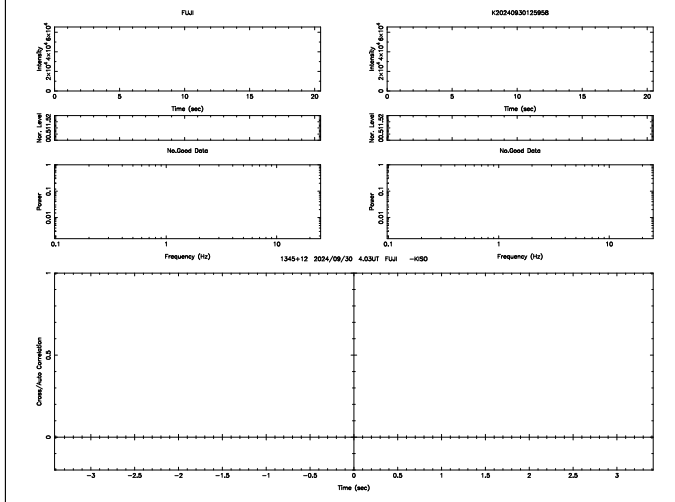 FUJI
K20240930125958
Intensity
0 2×10⁴ 4×10⁴ 6×10⁴
0 5 10 15 20
Time (sec)
Intensity
0 2×10⁴ 4×10⁴ 6×10⁴
0 5 10 15 20
Time (sec)
Nor. Level
00.511.52
No.Good Data
Nor. Level
00.511.52
No.Good Data
Power
0.01 0.1 1
0.1 1 10
Frequency (Hz)
Power
0.01 0.1 1
0.1 1 10
Frequency (Hz)
1345+12 2024/09/30 4.03UT FUJI -KISO
Cross/Auto Correlation
0 0.5 1
-3 -2.5 -2 -1.5 -1 -0.5 0 0.5 1 1.5 2 2.5 3
Time (sec)